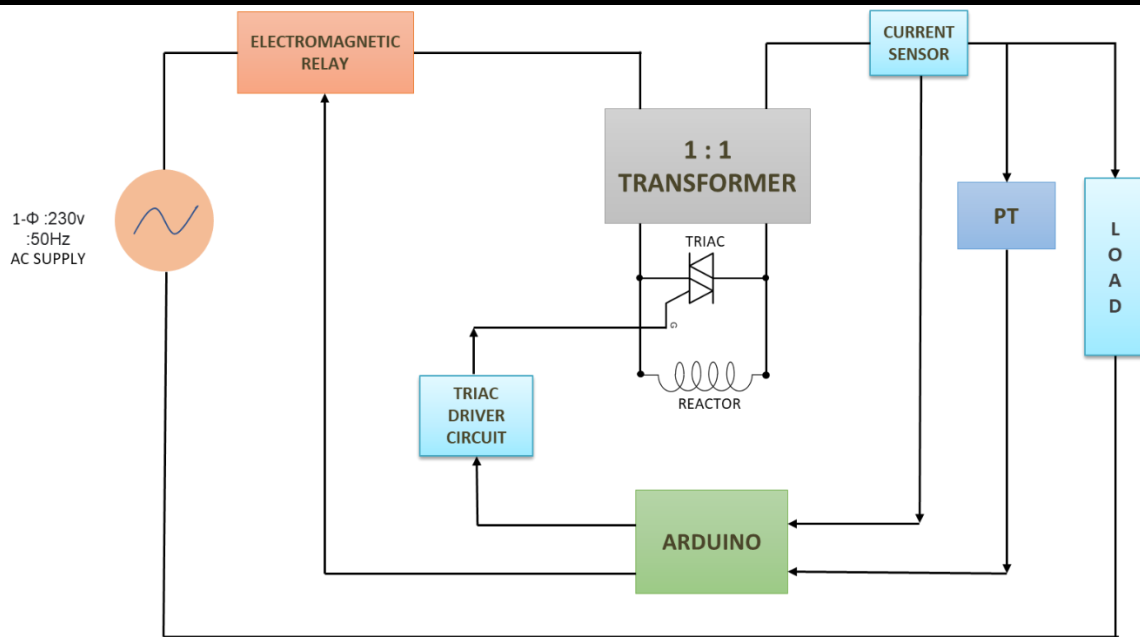 ELECTROMAGNETIC
RELAY
CURRENT
SENSOR
1 : 1
TRANSFORMER
1-Φ :230v
:50Hz
AC SUPPLY
PT
L
O
A
D
TRIAC
G
TRIAC
DRIVER
CIRCUIT
REACTOR
ARDUINO